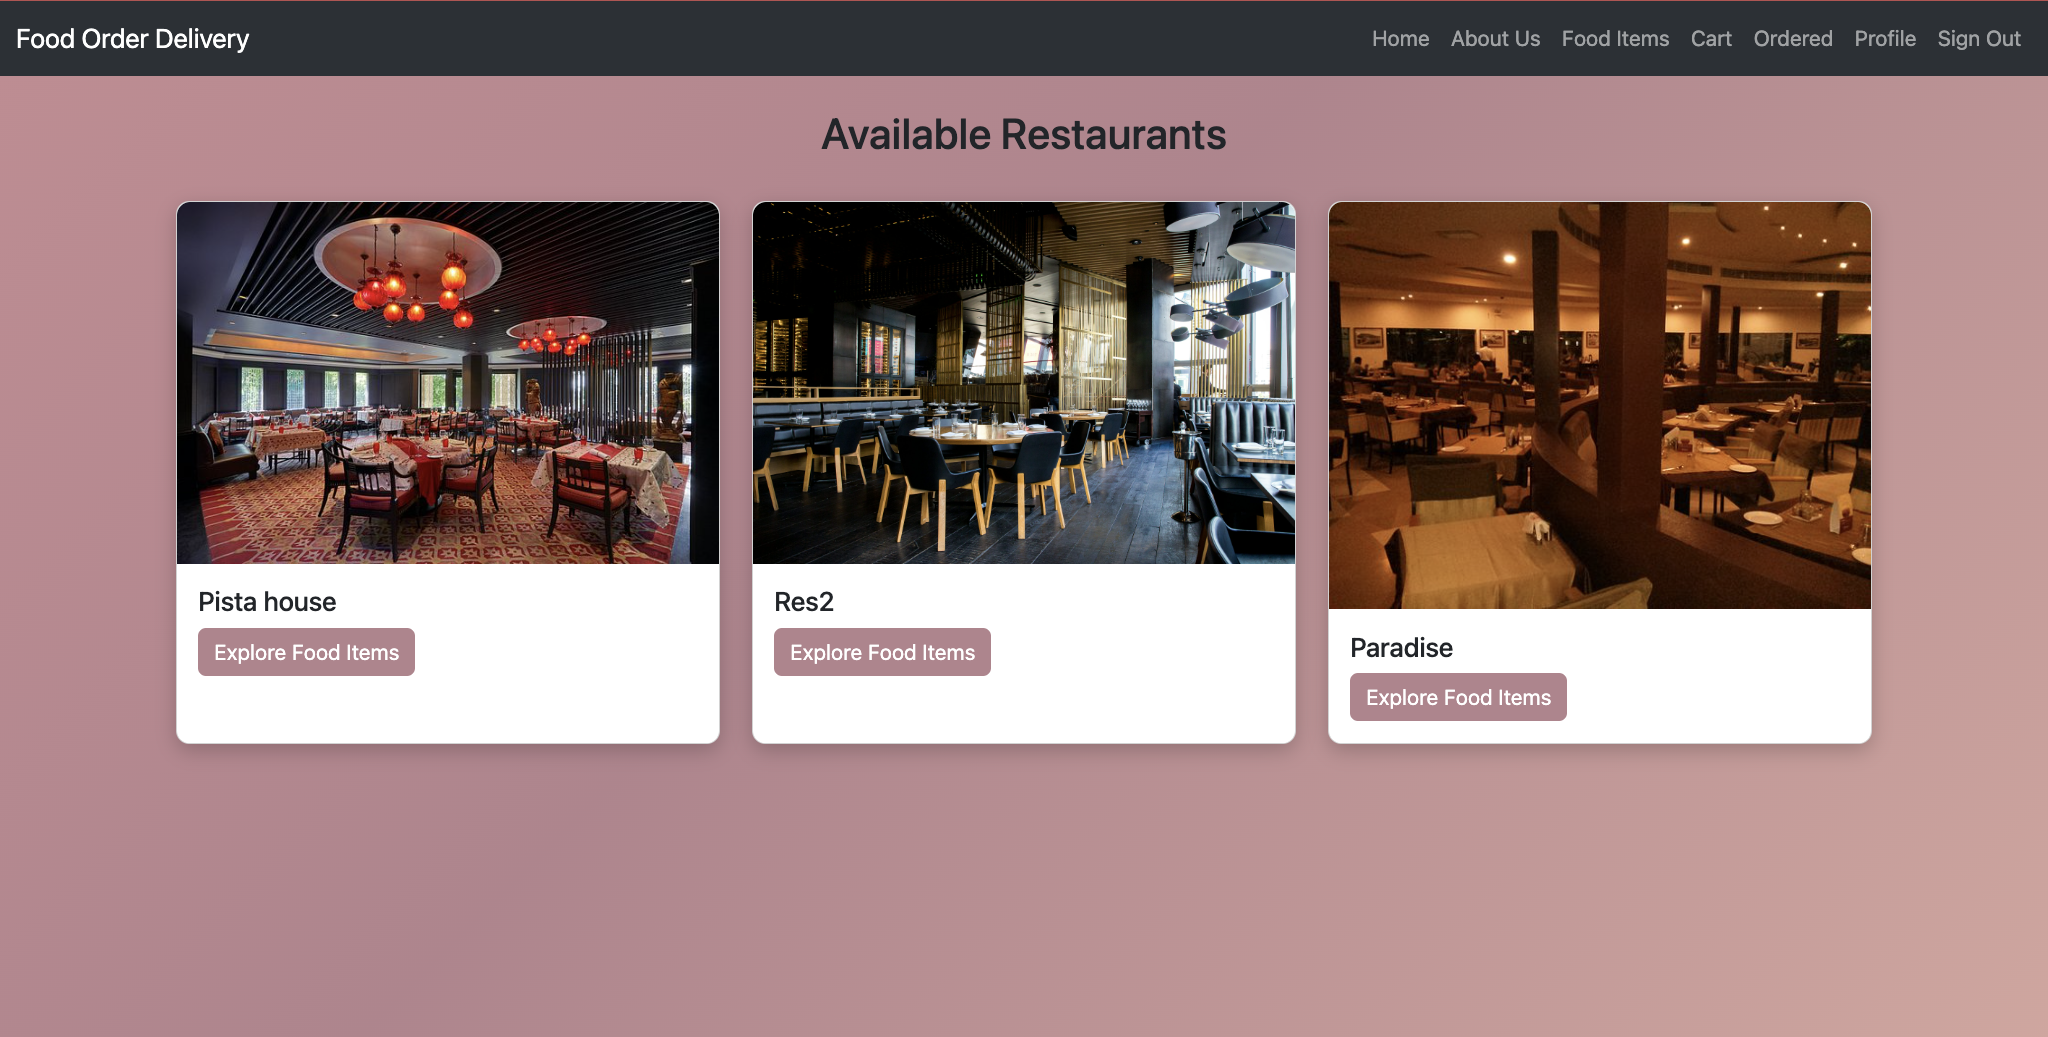 Food Order Delivery
Home About Us Food Items Cart Ordered Profile Sign Out
Available Restaurants
Pista house
Explore Food Items
Res2
Explore Food Items
Paradise
Explore Food Items